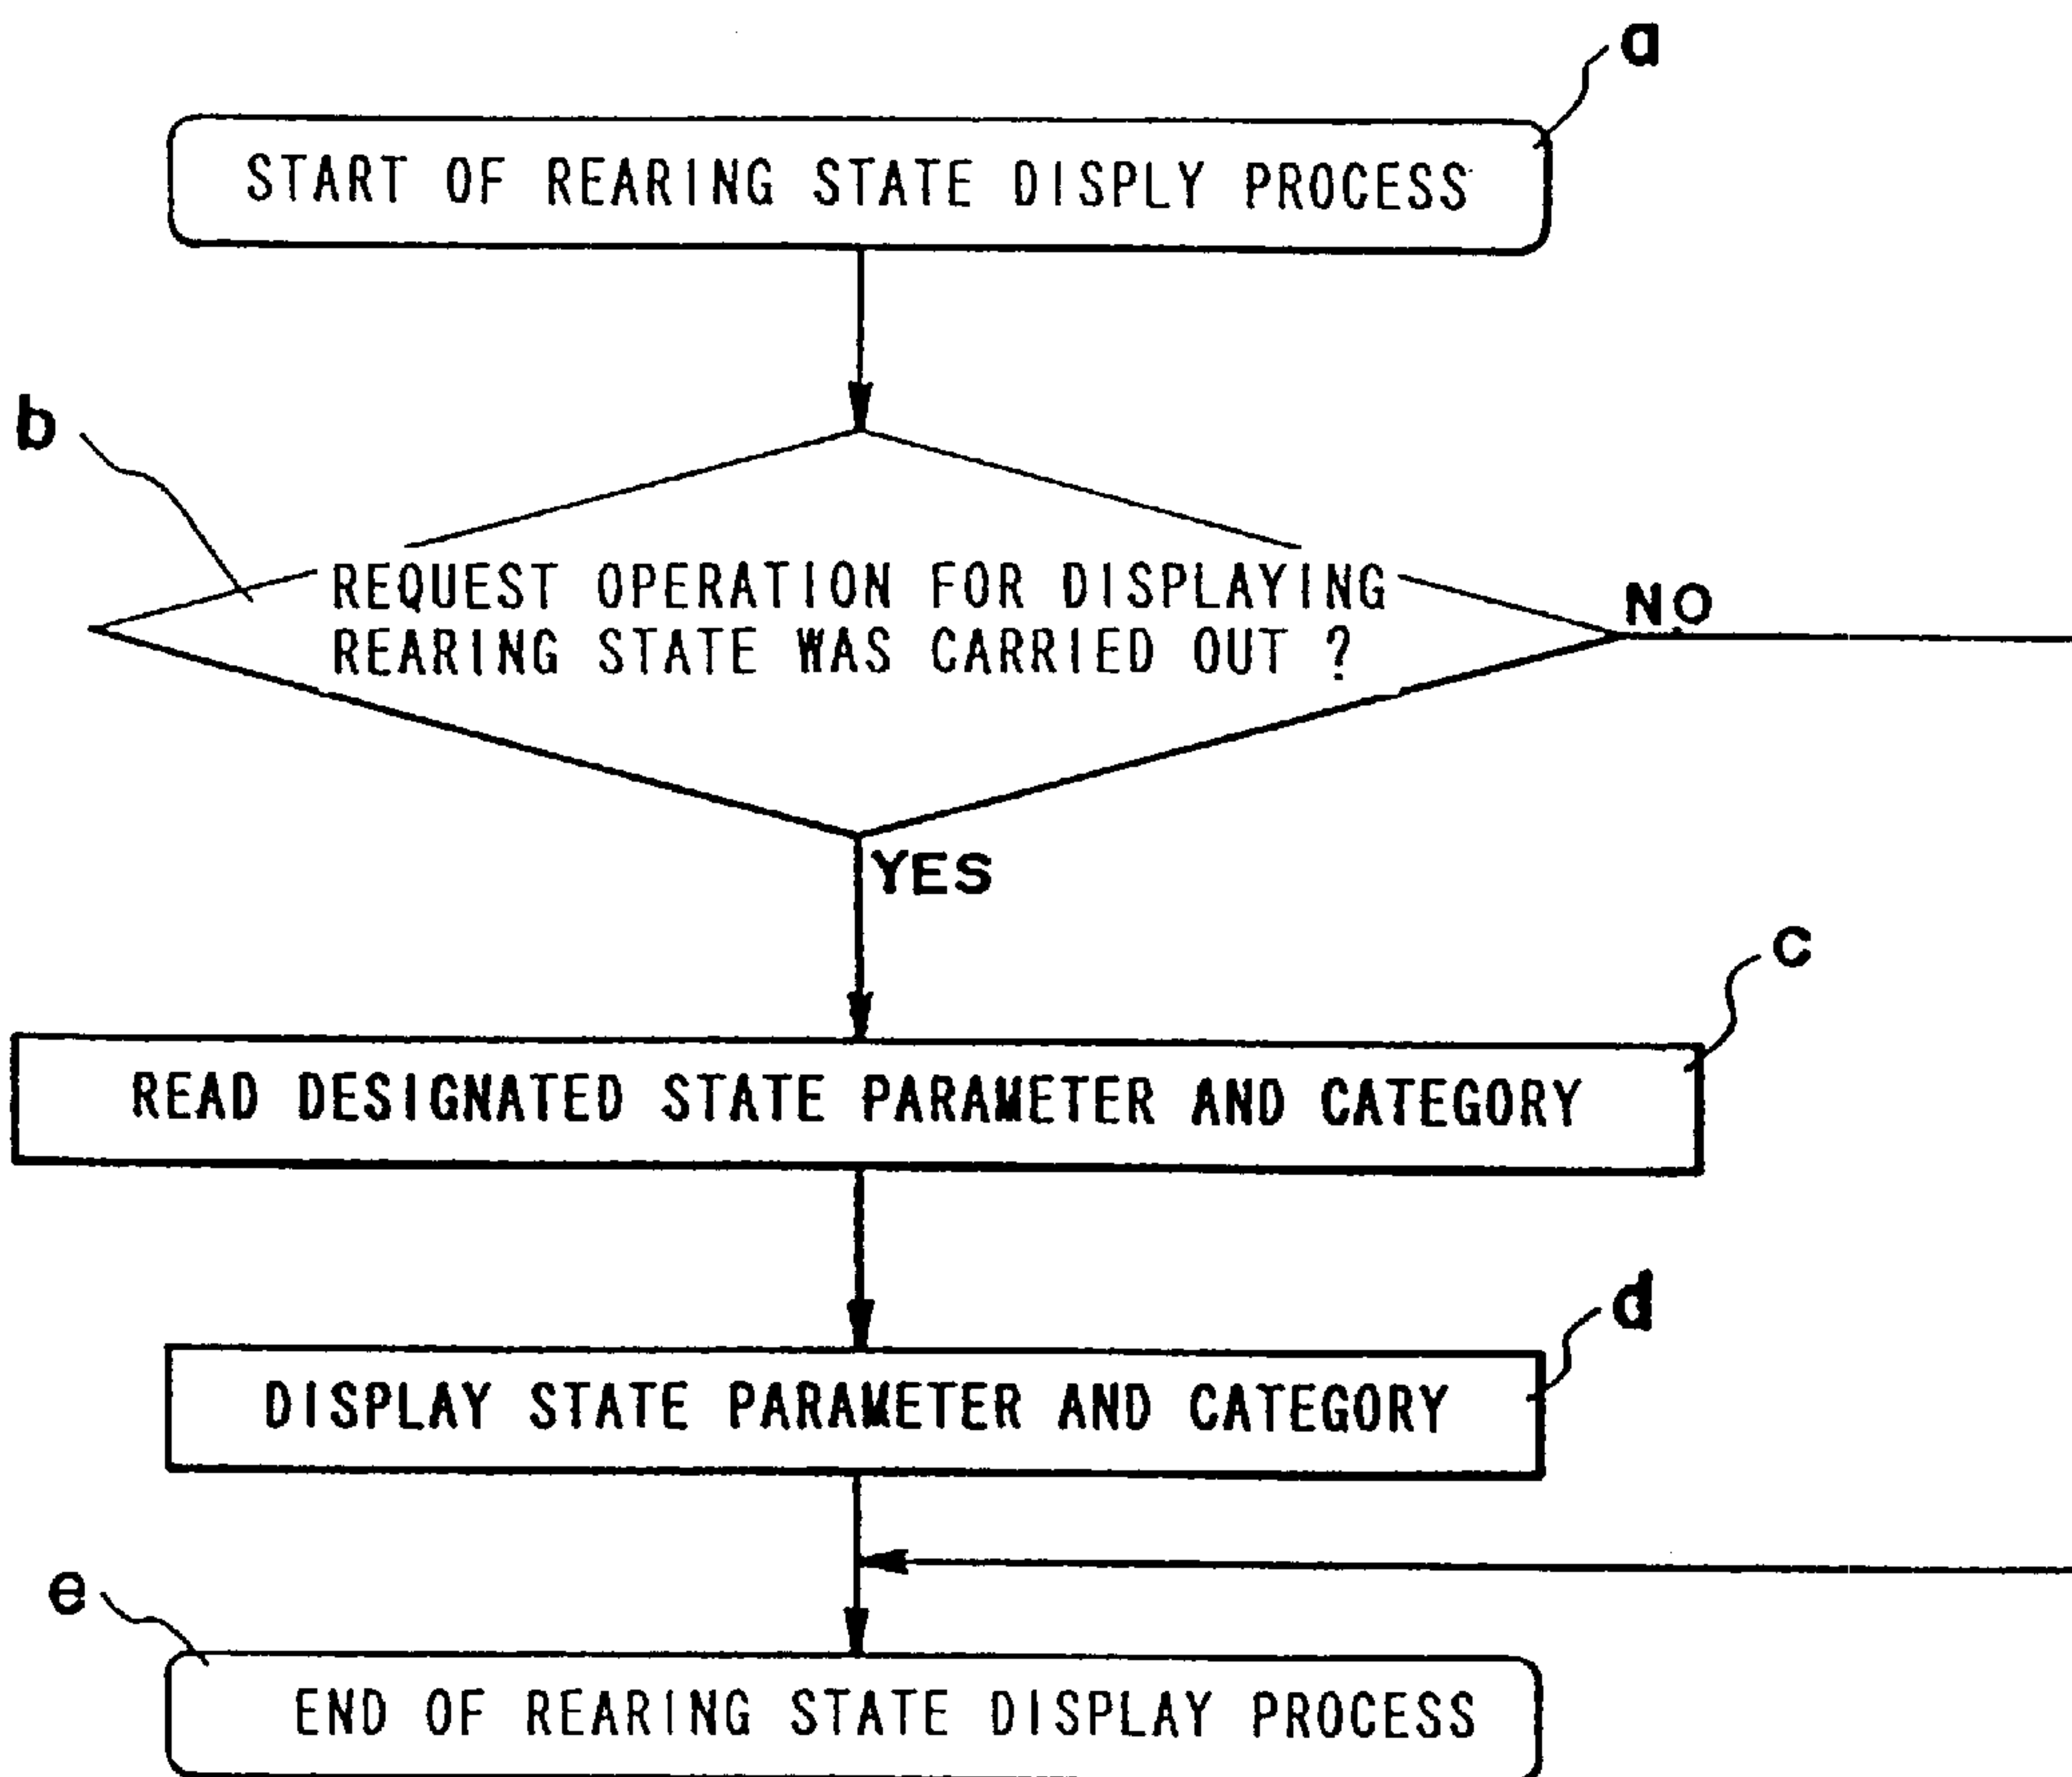 a
START OF REARING STATE DISPLY PROCESS
b
REQUEST OPERATION FOR DISPLAYING
REARING STATE WAS CARRIED OUT ?
NO
YES
c
READ DESIGNATED STATE PARAMETER AND CATEGORY
d
DISPLAY STATE PARAMETER AND CATEGORY
e
END OF REARING STATE DISPLAY PROCESS